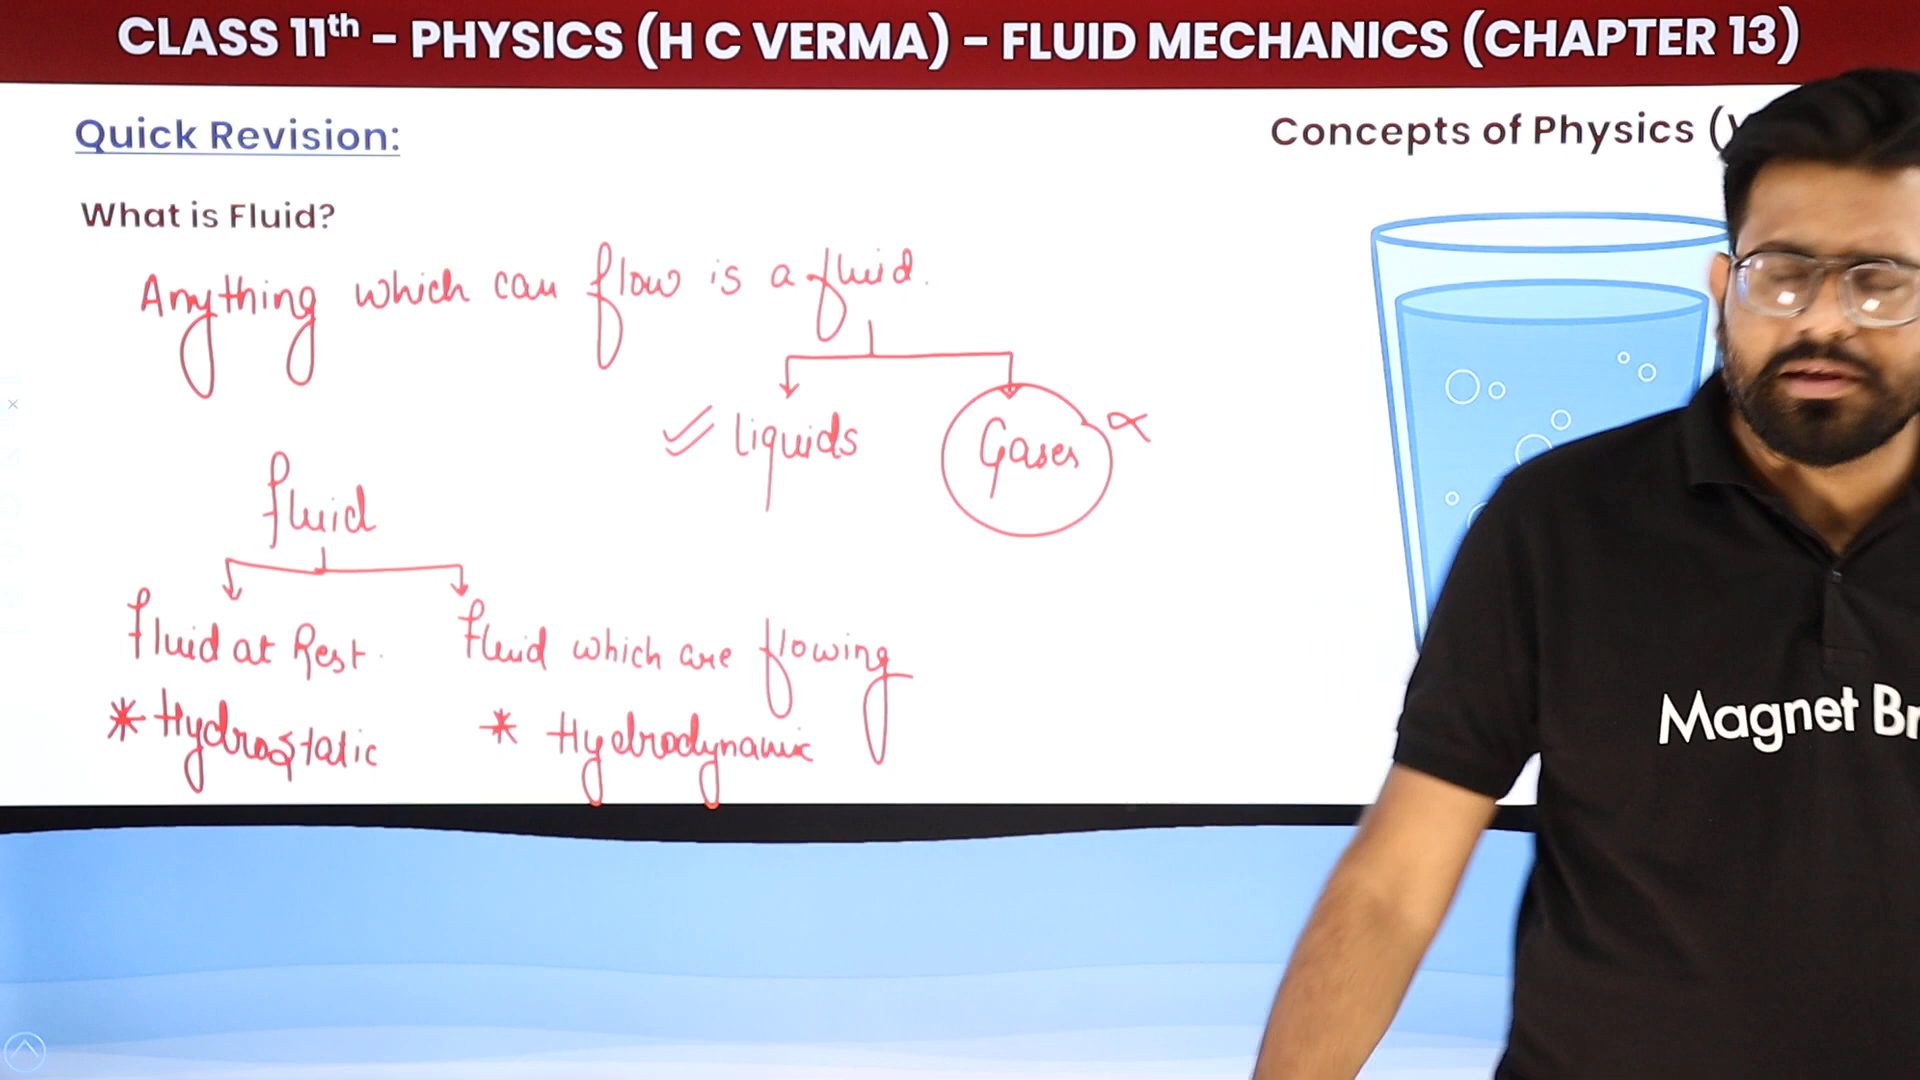 CLASS 11th - PHYSICS (H C VERMA) - FLUID MECHANICS (CHAPTER 13)
Quick Revision:
Concepts of Physics (
What is Fluid?
Anything which can flow is a fluid.
liquids
Gases
fluid
fluid at Rest.
fluid which are flowing
* Hydrostatic
* Hydrodynamic
Magnet Br